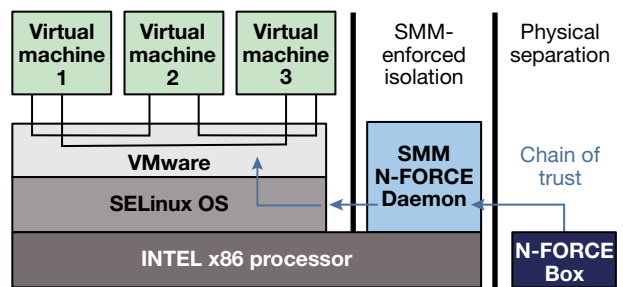 Virtual
machine
1
Virtual
machine
2
Virtual
machine
3
SMM-
enforced
isolation
Physical
separation
VMware
SMM
N-FORCE
Daemon
Chain of
trust
SELinux OS
INTEL x86 processor
N-FORCE
Box